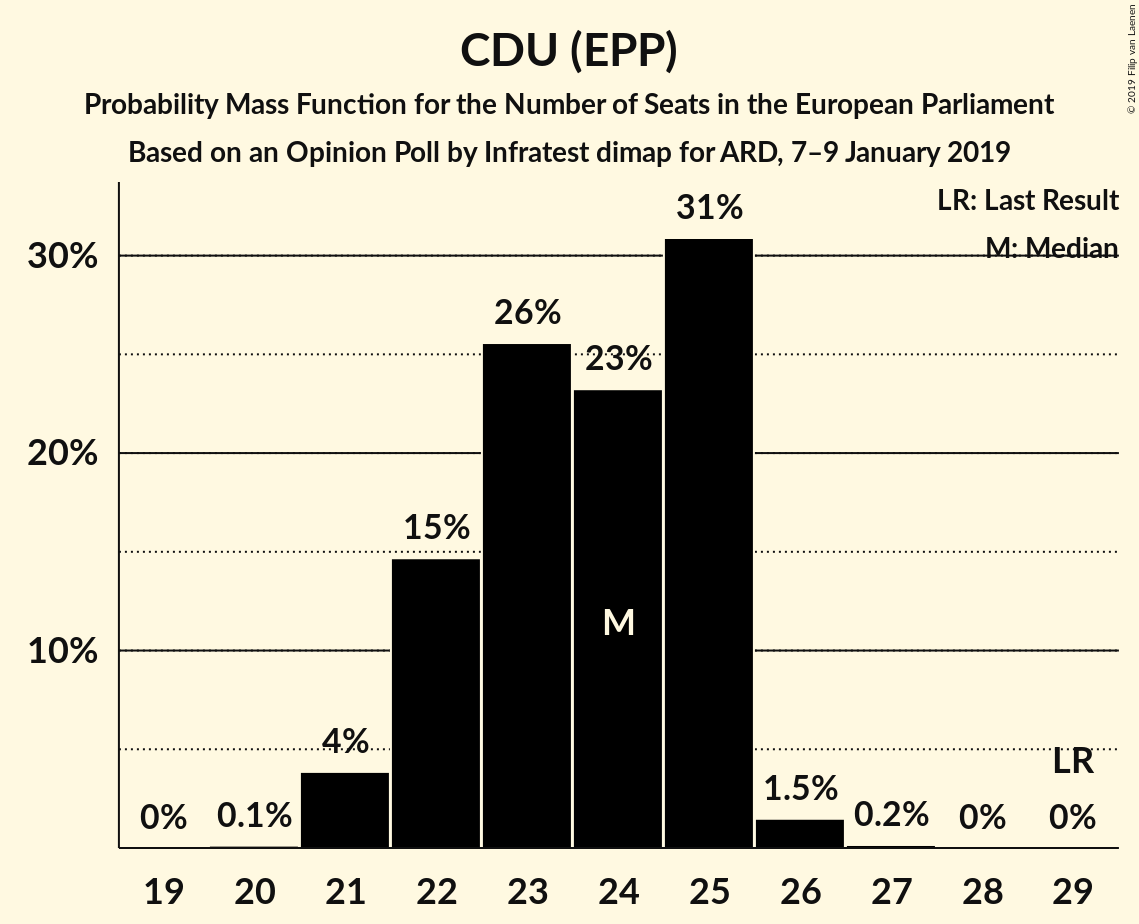 CDU (EPP)
Probability Mass Function for the Number of Seats in the European Parliament
Based on an Opinion Poll by Infratest dimap for ARD, 7–9 January 2019
© 2019 Filip van Laenen
LR: Last Result
M: Median
30%
20%
10%
0%
0.1%
4%
15%
26%
23%
31%
1.5%
0.2%
0%
0%
M
LR
19 20 21 22 23 24 25 26 27 28 29